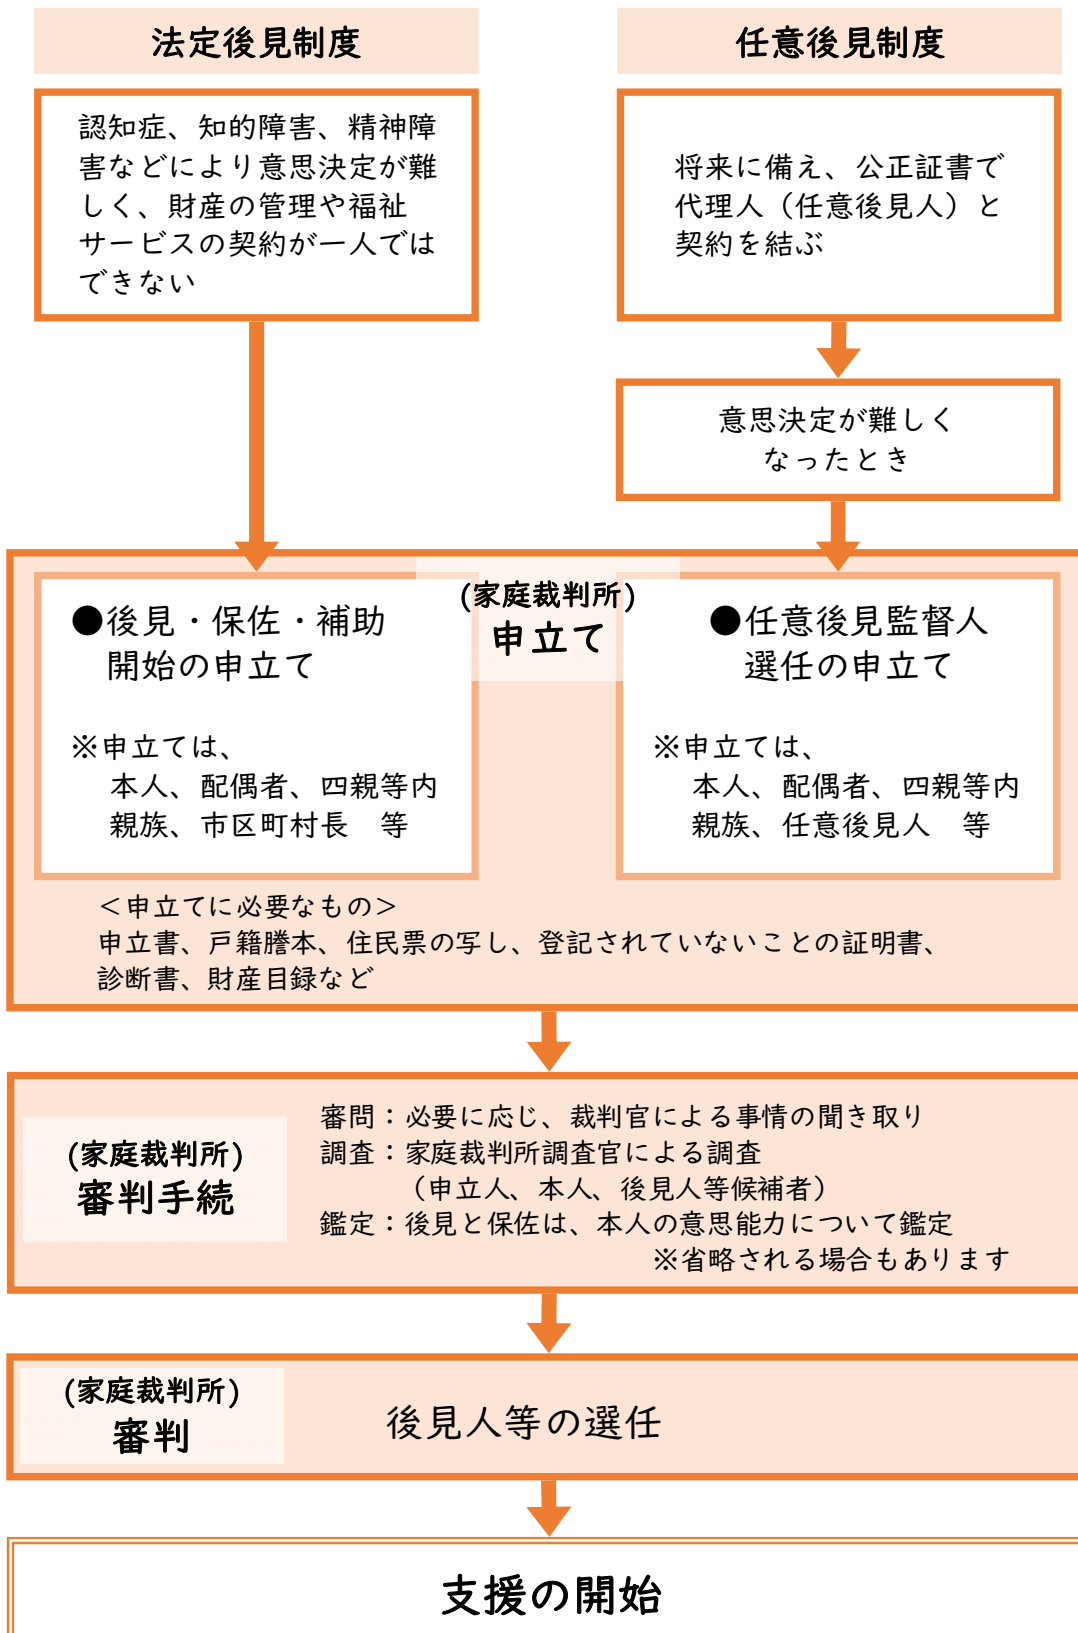 法定後見制度
認知症、知的障害、精神障
害などにより意思決定が難
しく、財産の管理や福祉
サービスの契約が一人では
できない
任意後見制度
将来に備え、公正証書で
代理人（任意後見人）と
契約を結ぶ
意思決定が難しく
なったとき
(家庭裁判所)
申立て
●後見・保佐・補助
開始の申立て
※申立ては、
本人、配偶者、四親等内
親族、市区町村長　等
●任意後見監督人
選任の申立て
※申立ては、
本人、配偶者、四親等内
親族、任意後見人　等
＜申立てに必要なもの＞
申立書、戸籍謄本、住民票の写し、登記されていないことの証明書、
診断書、財産目録など
(家庭裁判所)
審判手続
審問：必要に応じ、裁判官による事情の聞き取り
調査：家庭裁判所調査官による調査
（申立人、本人、後見人等候補者）
鑑定：後見と保佐は、本人の意思能力について鑑定
※省略される場合もあります
(家庭裁判所)
審判
後見人等の選任
支援の開始